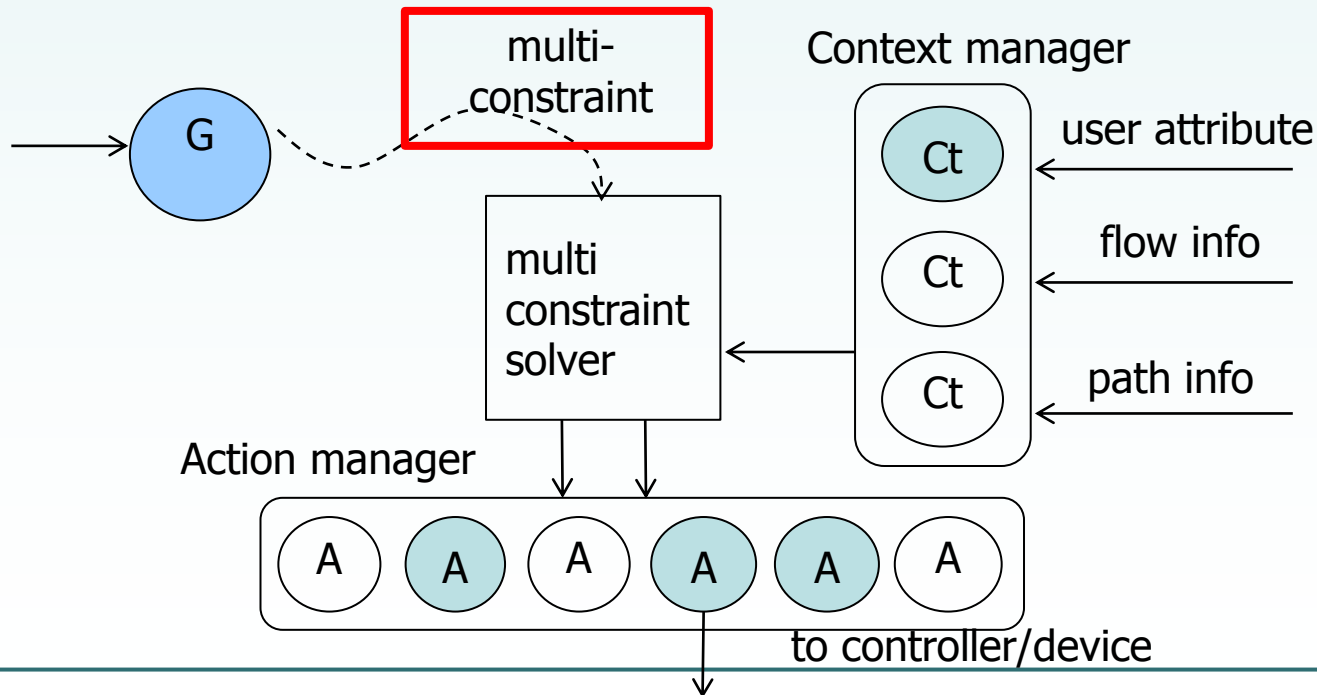 multi-
constraint
Context manager
G
Ct
user attribute
multi
constraint
solver
Ct
flow info
Ct
path info
Action manager
A
A
A
A
A
A
to controller/device